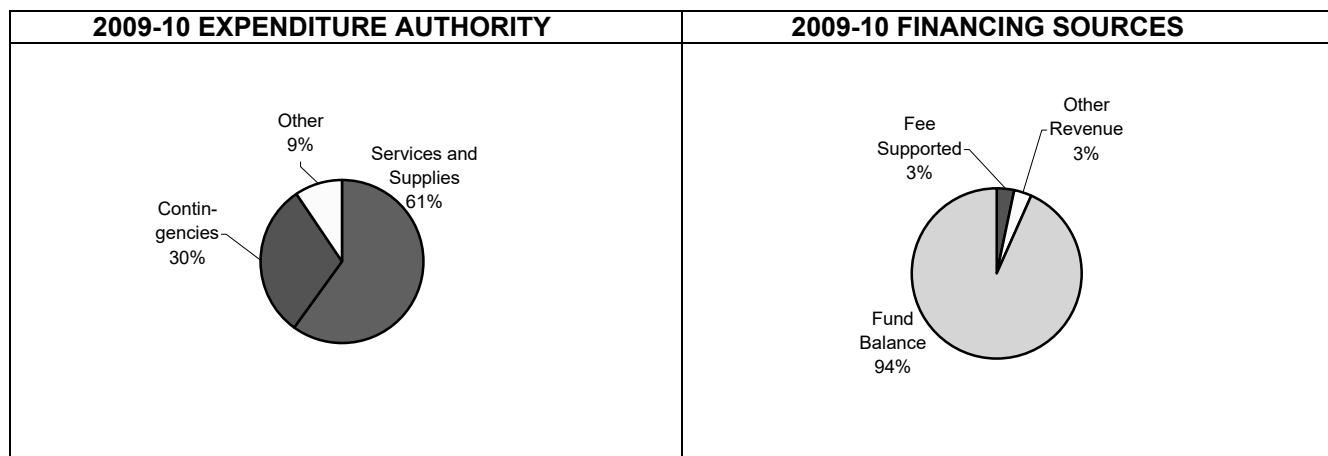 2009-10 EXPENDITURE AUTHORITY
Other
9%
Services and
Supplies
61%
Contin-
gencies
30%
2009-10 FINANCING SOURCES
Fee
Supported
3%
Other
Revenue
3%
Fund
Balance
94%